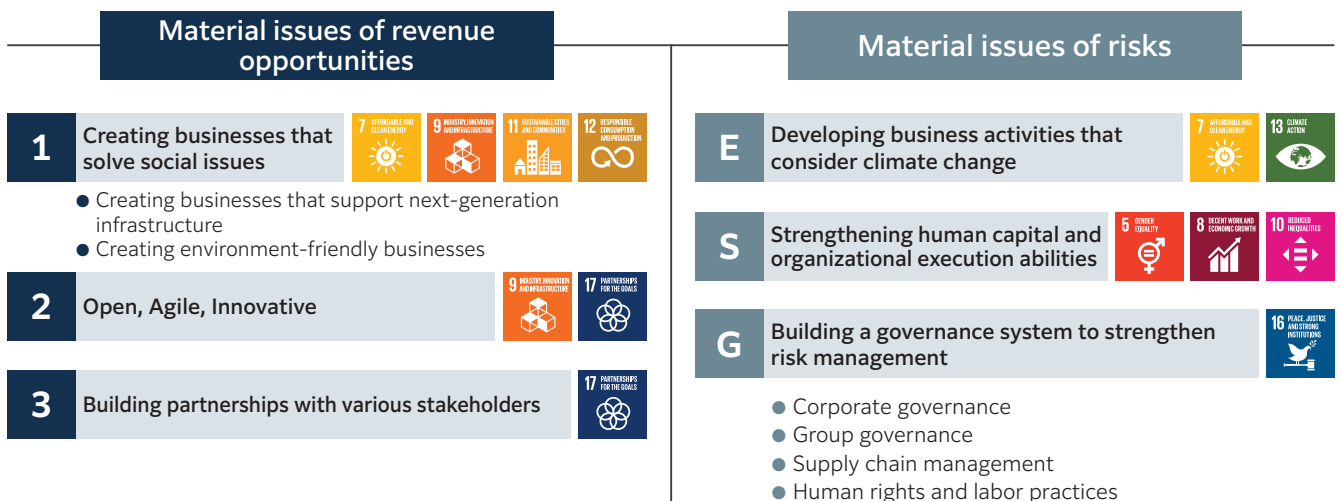 Material issues of revenue
opportunities
1
Creating businesses that
solve social issues
7 AFFORDABLE AND
CLEAN ENERGY
9 INDUSTRY, INNOVATION
AND INFRASTRUCTURE
11 SUSTAINABLE CITIES
AND COMMUNITIES
12 RESPONSIBLE
CONSUMPTION
AND PRODUCTION
● Creating businesses that support next-generation
infrastructure
● Creating environment-friendly businesses
2
Open, Agile, Innovative
9 INDUSTRY, INNOVATION
AND INFRASTRUCTURE
17 PARTNERSHIPS
FOR THE GOALS
3
Building partnerships with various stakeholders
17 PARTNERSHIPS
FOR THE GOALS
Material issues of risks
E
Developing business activities that
consider climate change
7 AFFORDABLE AND
CLEAN ENERGY
13 CLIMATE
ACTION
S
Strengthening human capital and
organizational execution abilities
5 GENDER
EQUALITY
8 DECENT WORK AND
ECONOMIC GROWTH
10 REDUCED
INEQUALITIES
G
Building a governance system to strengthen
risk management
16 PEACE, JUSTICE
AND STRONG
INSTITUTIONS
● Corporate governance
● Group governance
● Supply chain management
● Human rights and labor practices